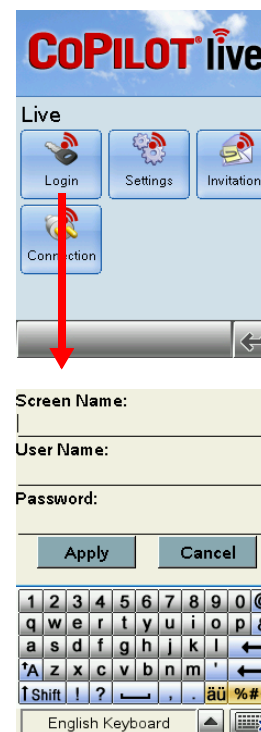 CoPILOT live
Live
Login Settings Invitation
Connection
Screen Name:
User Name:
Password:
Apply Cancel
1 2 3 4 5 6 7 8 9 0 @
q w e r t y u i o p &
a s d f g h j k l
↑A z x c v b n m '
↑ Shift ! ? , . äü %#
English Keyboard